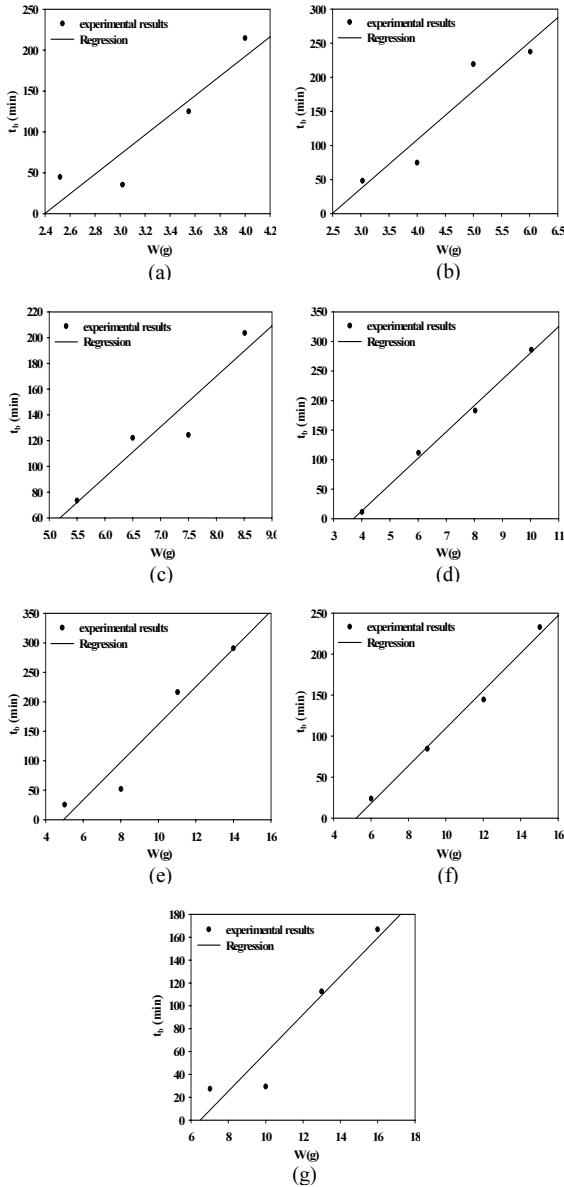 250
200
150
100
50
0
t_b (min)
experimental results
Regression
2.4 2.6 2.8 3.0 3.2 3.4 3.6 3.8 4.0 4.2
W(g)
(a)
300
250
200
150
100
50
0
t_b (min)
experimental results
Regression
2.5 3.0 3.5 4.0 4.5 5.0 5.5 6.0 6.5
W(g)
(b)
220
200
180
160
140
120
100
80
60
t_b (min)
experimental results
Regression
5.0 5.5 6.0 6.5 7.0 7.5 8.0 8.5 9.0
W(g)
(c)
350
300
250
200
150
100
50
0
t_b (min)
experimental results
Regression
3 4 5 6 7 8 9 10 11
W(g)
(d)
350
300
250
200
150
100
50
0
t_b (min)
experimental results
Regression
4 6 8 10 12 14 16
W(g)
(e)
250
200
150
100
50
0
t_b (min)
experimental results
Regression
4 6 8 10 12 14 16
W(g)
(f)
180
160
140
120
100
80
60
40
20
0
t_b (min)
experimental results
Regression
6 8 10 12 14 16 18
W(g)
(g)